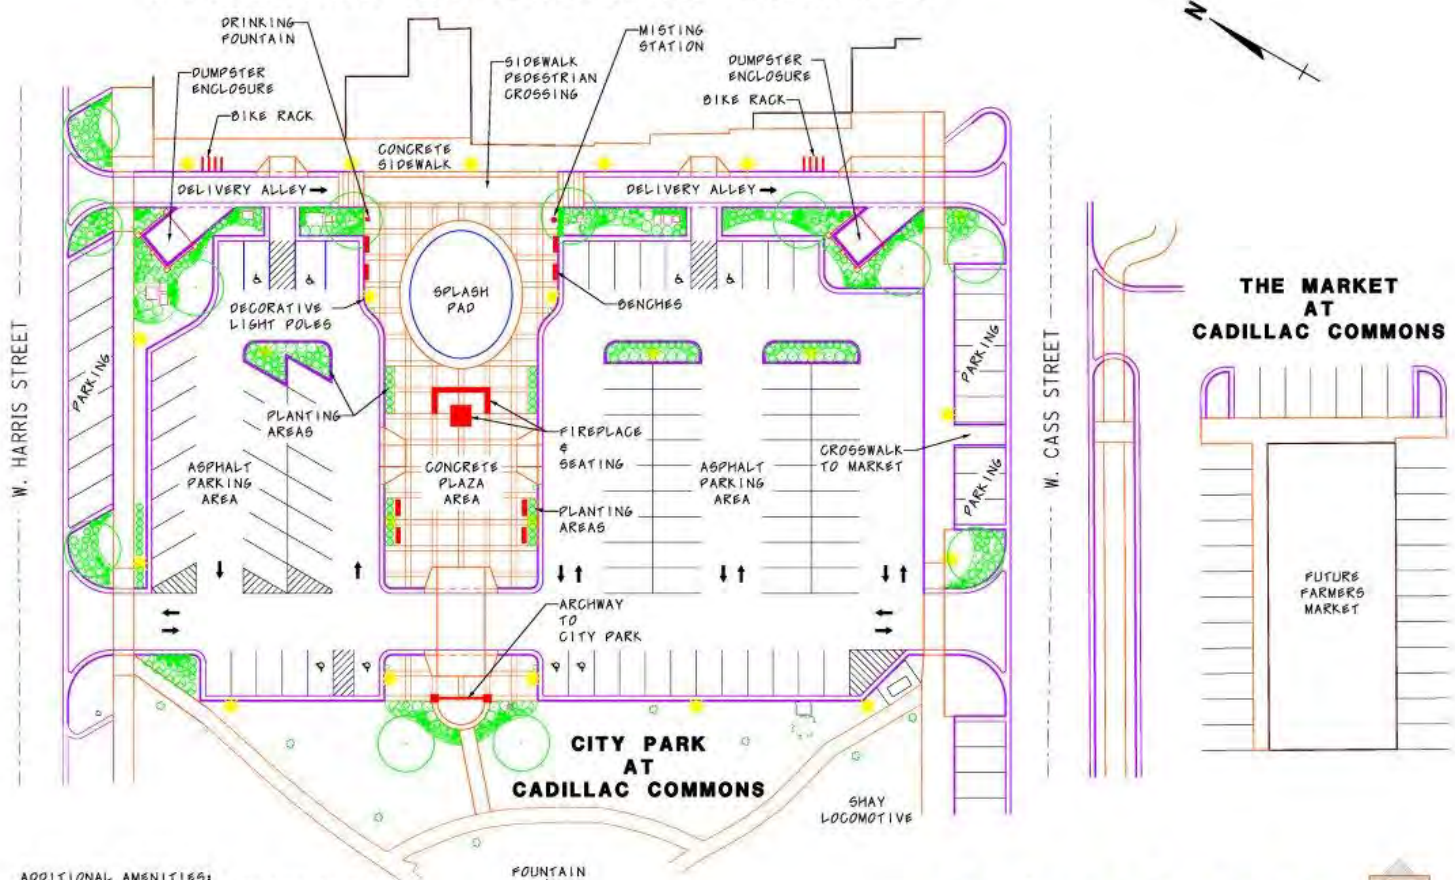 DRINKING
FOUNTAIN
MISTING
STATION
N
DUMPSTER
ENCLOSURE
SIDEWALK
PEDESTRIAN
CROSSING
DUMPSTER
ENCLOSURE
BIKE RACK
BIKE RACK
CONCRETE
SIDEWALK
DELIVERY ALLEY
DELIVERY ALLEY
SPLASH
PAD
DECORATIVE
LIGHT POLES
BENCHES
THE MARKET
AT
CADILLAC COMMONS
W. HARRIS STREET
PARKING
PARKING
W. CASS STREET
PLANTING
AREAS
FIREPLACE
&
SEATING
CROSSWALK
TO MARKET
ASPHALT
PARKING
AREA
CONCRETE
PLAZA
AREA
ASPHALT
PARKING
AREA
PARKING
PLANTING
AREAS
FUTURE
FARMERS
MARKET
ARCHWAY
TO
CITY PARK
CITY PARK
AT
CADILLAC COMMONS
SHAY
LOCOMOTIVE
FOUNTAIN
ADDITIONAL AMENITIES: